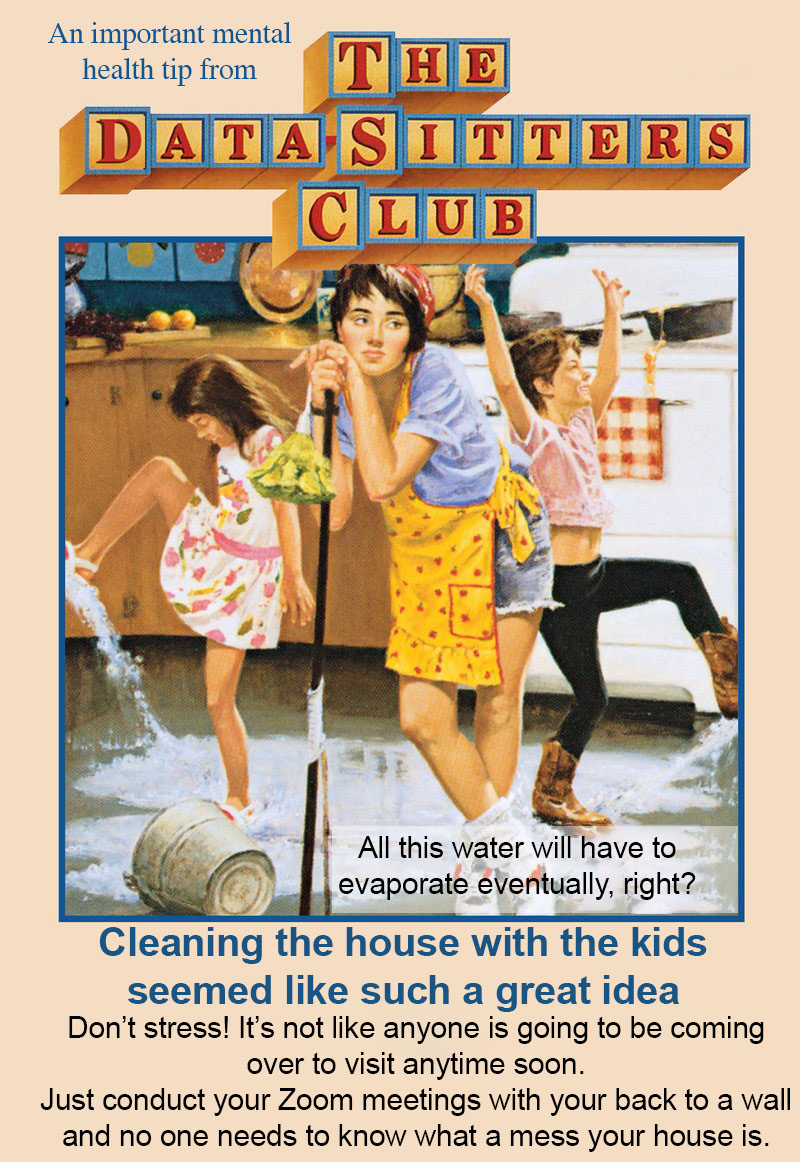 An important mental
health tip from
THE
DATA SITTERS
CLUB
All this water will have to
evaporate eventually, right?
Cleaning the house with the kids
seemed like such a great idea
Don’t stress! It’s not like anyone is going to be coming
over to visit anytime soon.
Just conduct your Zoom meetings with your back to a wall
and no one needs to know what a mess your house is.